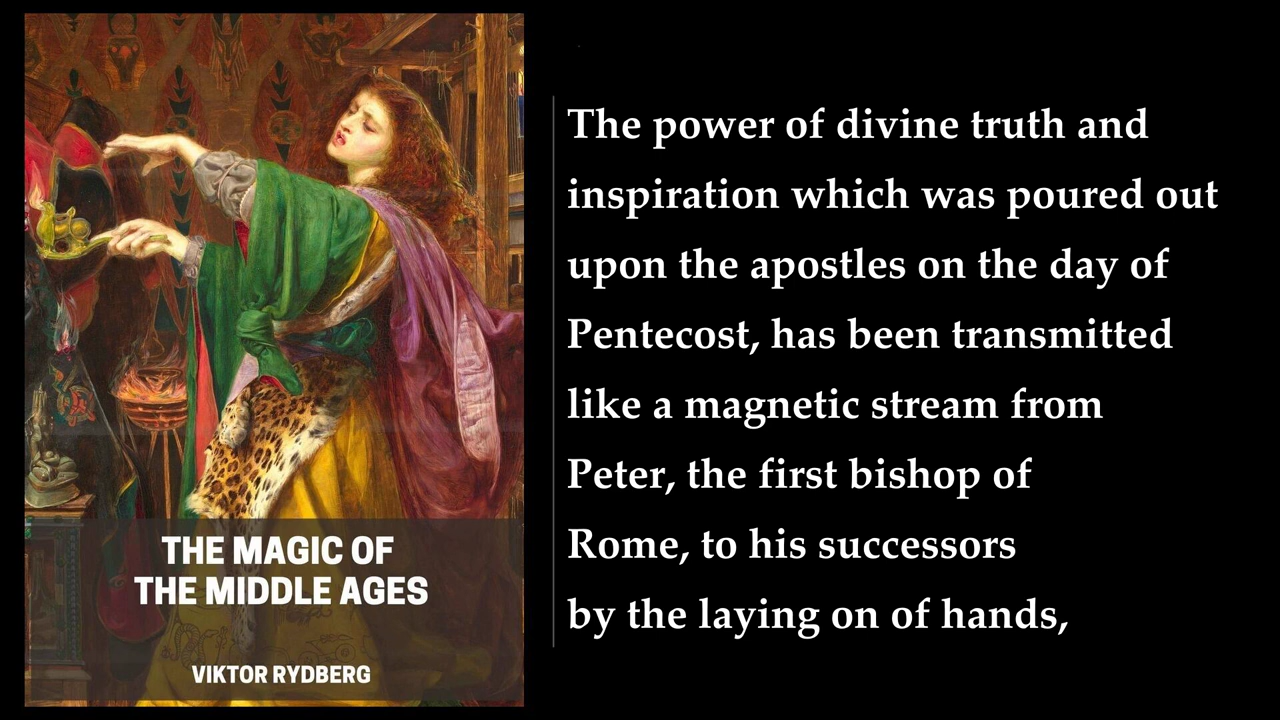 THE MAGIC OF
THE MIDDLE AGES
VIKTOR RYDBERG
The power of divine truth and
inspiration which was poured out
upon the apostles on the day of
Pentecost, has been transmitted
like a magnetic stream from
Peter, the first bishop of
Rome, to his successors
by the laying on of hands,